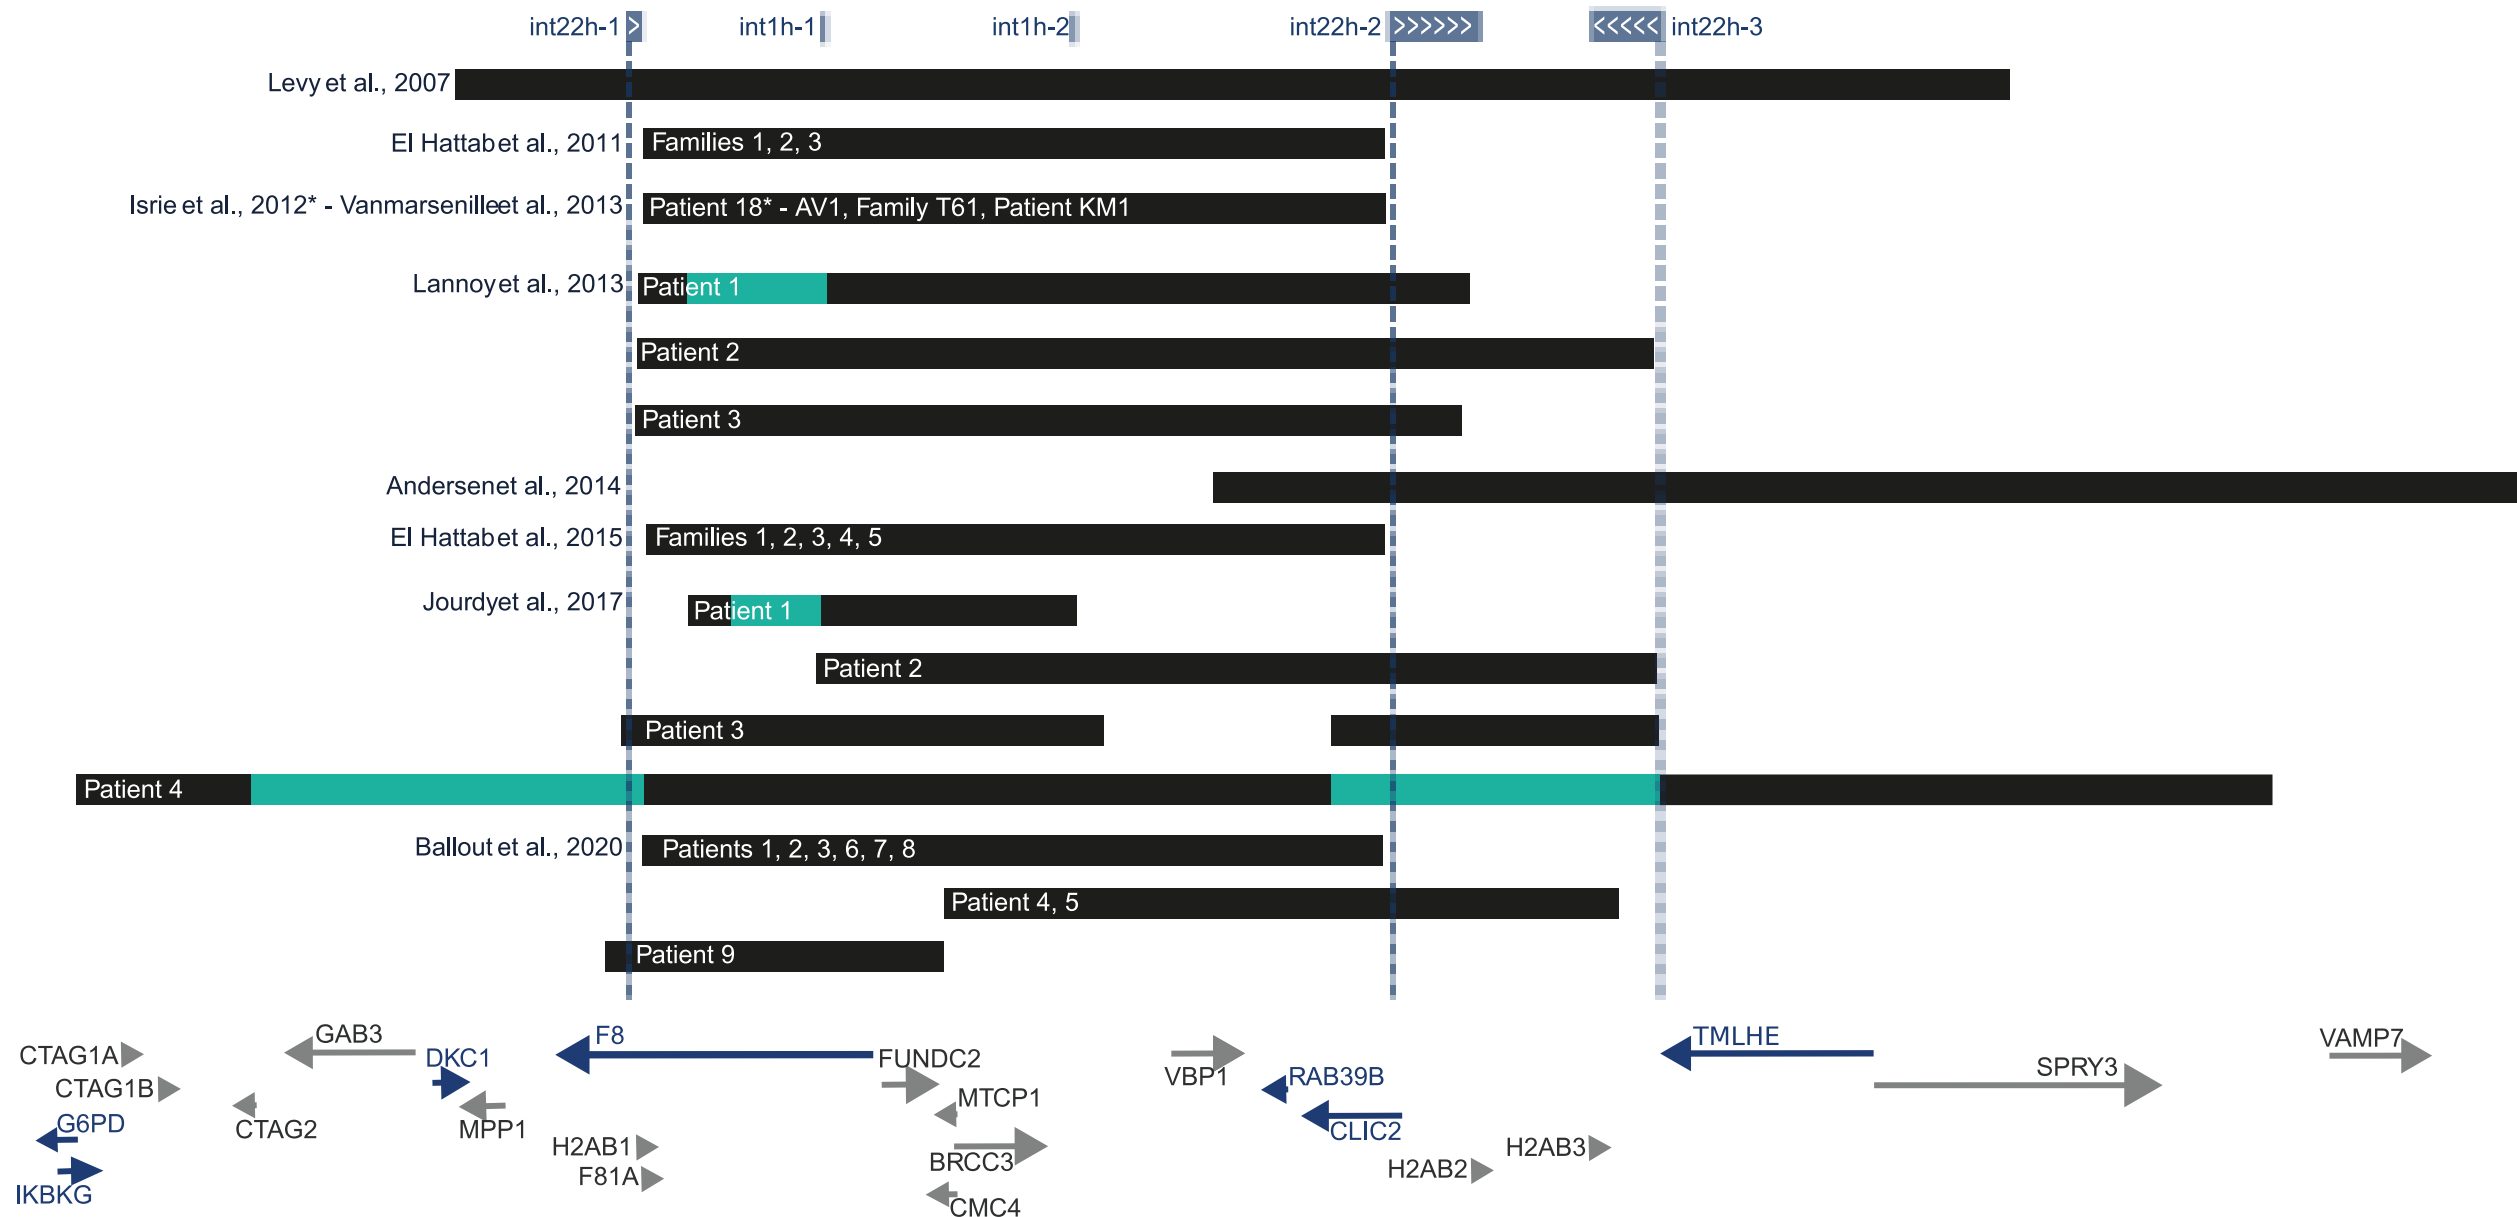 int22h-1 >
int1h-1
int1h-2
int22h-2 >>>>>>
<<<<< int22h-3
Levy et al., 2007
El Hattab et al., 2011 Families 1, 2, 3
Isrie et al., 2012* - Vanmarsenille et al., 2013 Patient 18* - AV1, Family T61, Patient KM1
Lannoy et al., 2013 Patient 1
Patient 2
Patient 3
Andersen et al., 2014
El Hattab et al., 2015 Families 1, 2, 3, 4, 5
Jourdy et al., 2017 Patient 1
Patient 2
Patient 3
Patient 4
Ballout et al., 2020 Patients 1, 2, 3, 6, 7, 8
Patient 4, 5
Patient 9
CTAG1A
CTAG1B
G6PD
IKBKG
CTAG2
GAB3
DKC1
MPP1
F8
H2AB1
F81A
FUNDC2
MTCP1
BRCC3
CMC4
VBP1
RAB39B
CLIC2
H2AB2
H2AB3
TMLHE
SPRY3
VAMP7